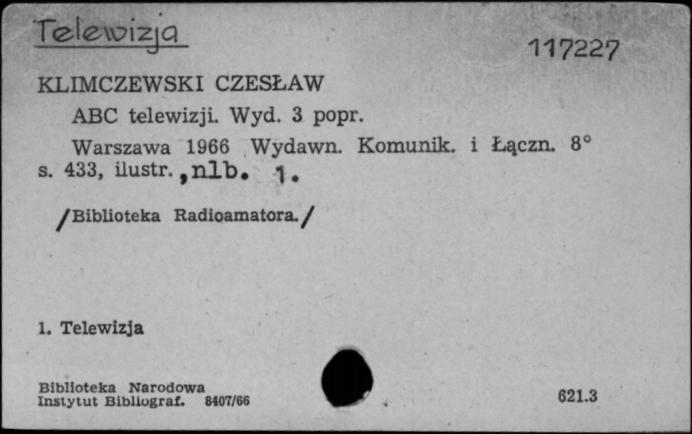 Telewizja
117227
KLIMCZEWSKI CZESŁAW
ABC telewizji. Wyd. 3 popr.
Warszawa 1966 Wydawn. Komunik. i Łączn. 8°
s. 433, ilustr., nlb. 1.
/Biblioteka Radioamatora./
1. Telewizja
Biblioteka Narodowa
Instytut Bibliograf. 8407/66
621.3